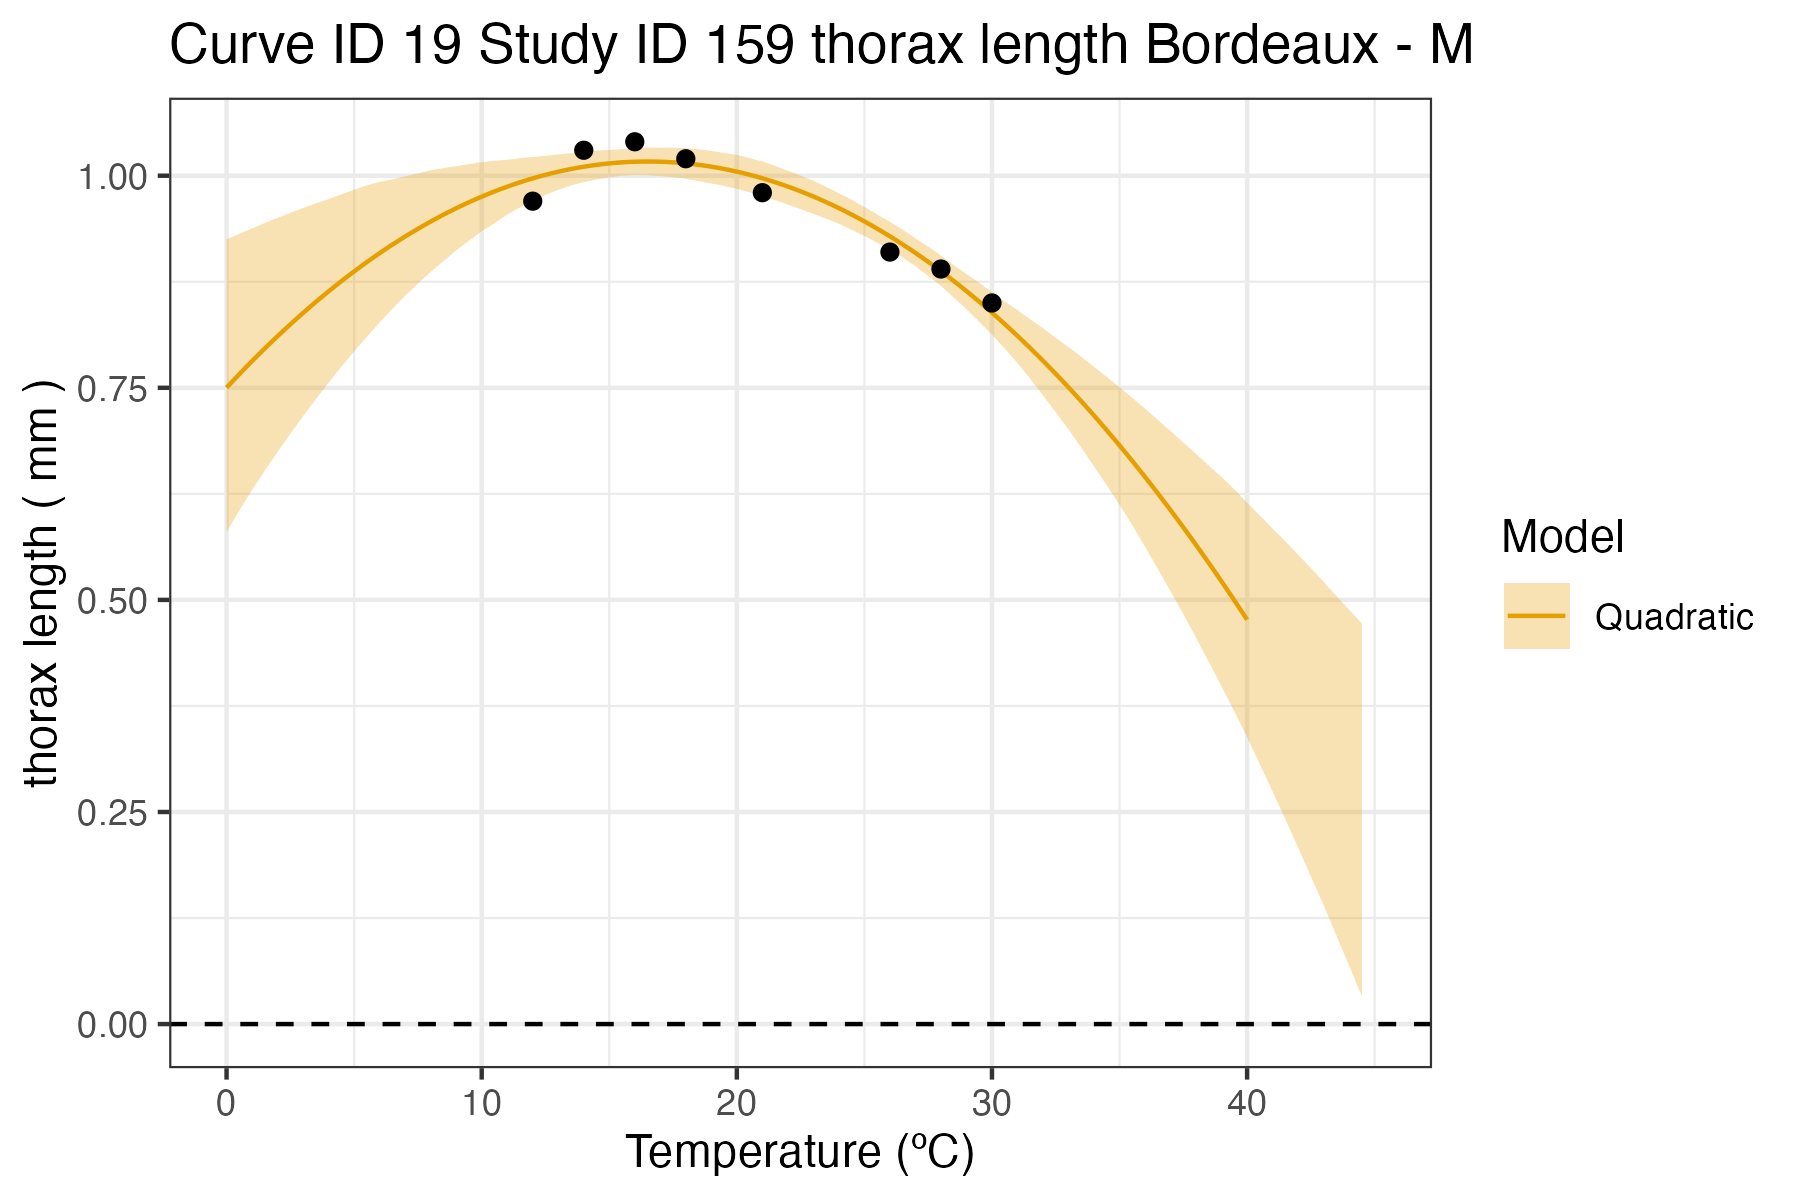 Curve ID 19 Study ID 159 thorax length Bordeaux - M
thorax length ( mm )
1.00
0.75
0.50
0.25
0.00
0 10 20 30 40
Temperature (ºC)
Model
Quadratic